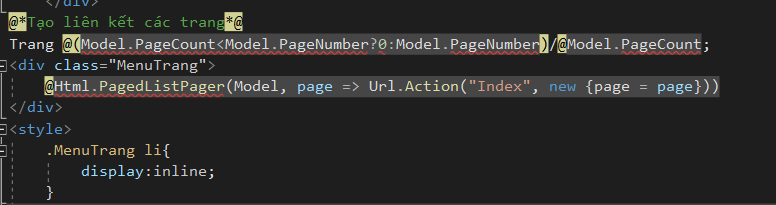 </div>
@*Tạo liên kết các trang*@
Trang @(Model.PageCount<Model.PageNumber?0:Model.PageNumber)/@Model.PageCount;
<div class="MenuTrang">
@Html.PagedListPager(Model, page => Url.Action("Index", new {page = page}))
</div>
<style>
.MenuTrang li{
display:inline;
}